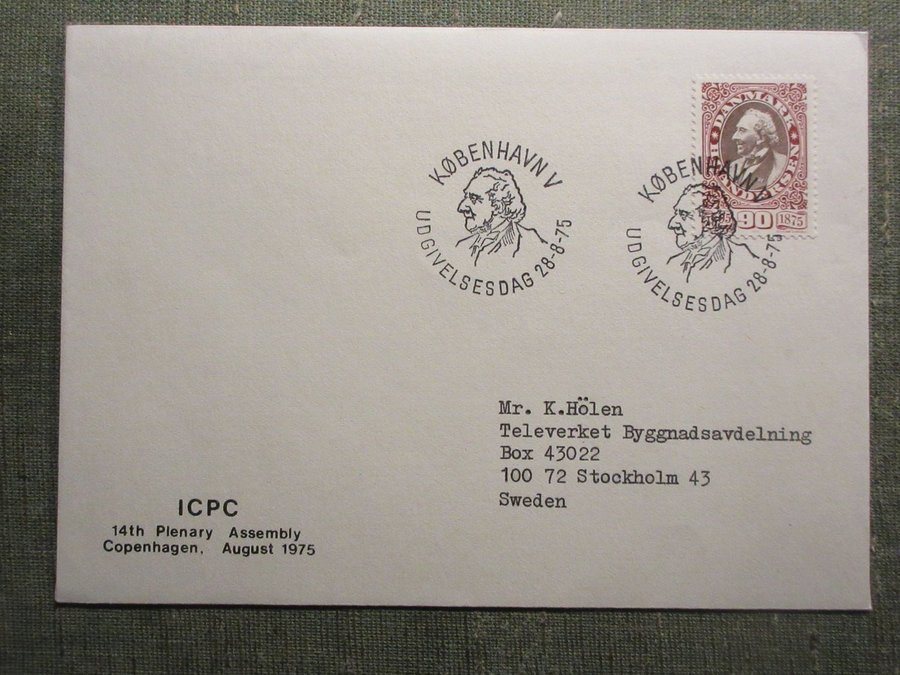 KØBENHAVN V
UDGIVELSESDAG 28-8-75
KØBENHAVN V
UDGIVELSESDAG 28-8-75
DANMARK
H C ANDERSEN
90 1875
Mr. K.Hölen
Televerket Byggnadsavdelning
Box 43022
100 72 Stockholm 43
Sweden
ICPC
14th Plenary Assembly
Copenhagen, August 1975